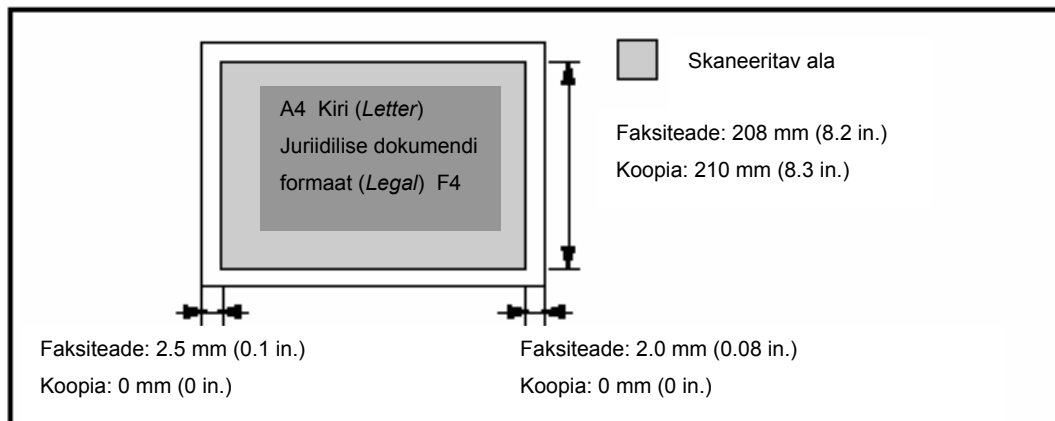 Skaneeritav ala
A4 Kiri (Letter)
Juriidilise dokumendi
formaat (Legal) F4
Faksiteade: 208 mm (8.2 in.)
Koopia: 210 mm (8.3 in.)
Faksiteade: 2.5 mm (0.1 in.)
Koopia: 0 mm (0 in.)
Faksiteade: 2.0 mm (0.08 in.)
Koopia: 0 mm (0 in.)